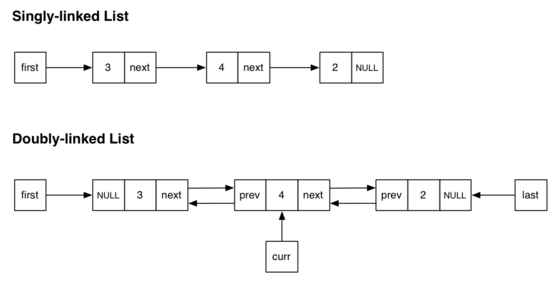 Singly-linked List
first 3 next 4 next 2 NULL
Doubly-linked List
first NULL 3 next prev 4 next prev 2 NULL last
curr